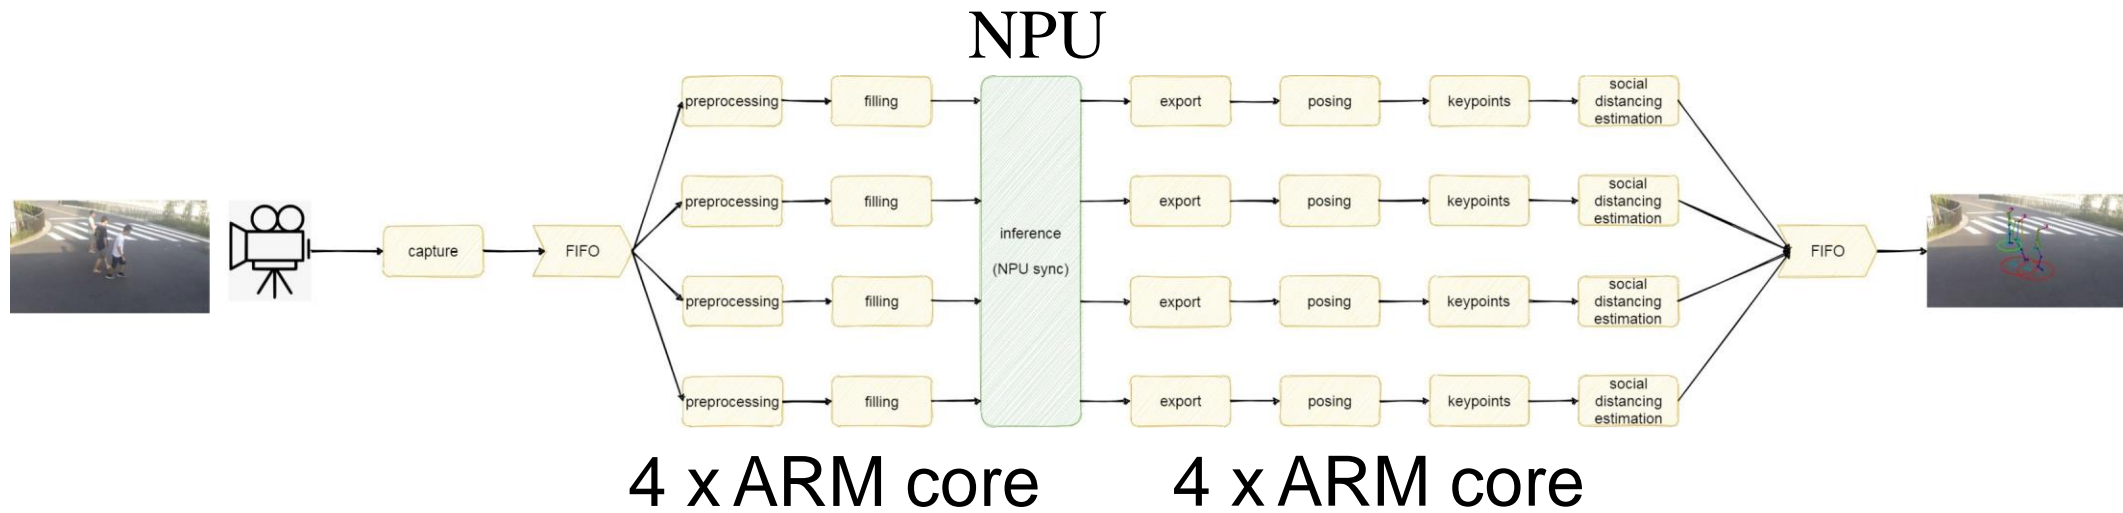 NPU
capture
FIFO
preprocessing
filling
preprocessing
filling
preprocessing
filling
preprocessing
filling
inference
(NPU sync)
export
posing
keypoints
social
distancing
estimation
export
posing
keypoints
social
distancing
estimation
export
posing
keypoints
social
distancing
estimation
export
posing
keypoints
social
distancing
estimation
FIFO
4 x ARM core
4 x ARM core